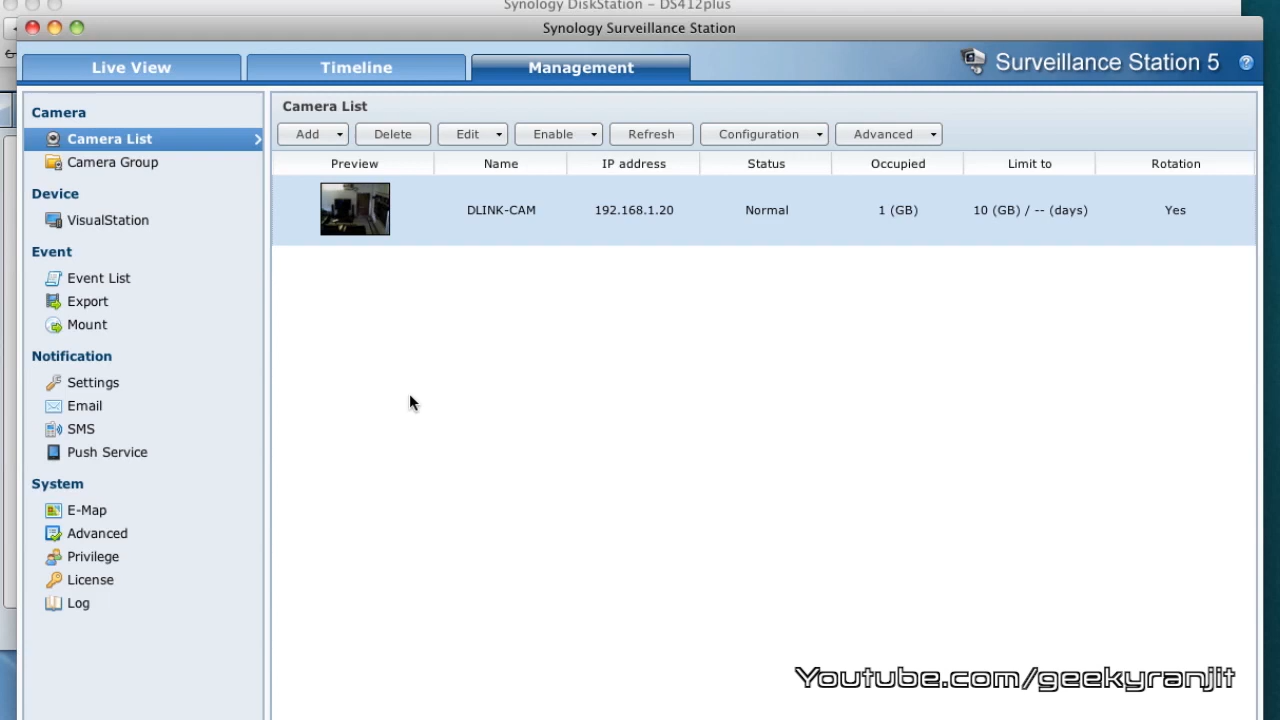 Synology DiskStation – DS412plus
Synology Surveillance Station
Live View
Timeline
Management
Surveillance Station 5
?
Camera
Camera List
Camera Group
Device
VisualStation
Event
Event List
Export
Mount
Notification
Settings
Email
SMS
Push Service
System
E-Map
Advanced
Privilege
License
Log
Camera List
Add Delete Edit Enable Refresh Configuration Advanced
Preview Name IP address Status Occupied Limit to Rotation
DLINK-CAM 192.168.1.20 Normal 1 (GB) 10 (GB) / -- (days) Yes
Youtube.com/geekyranjit